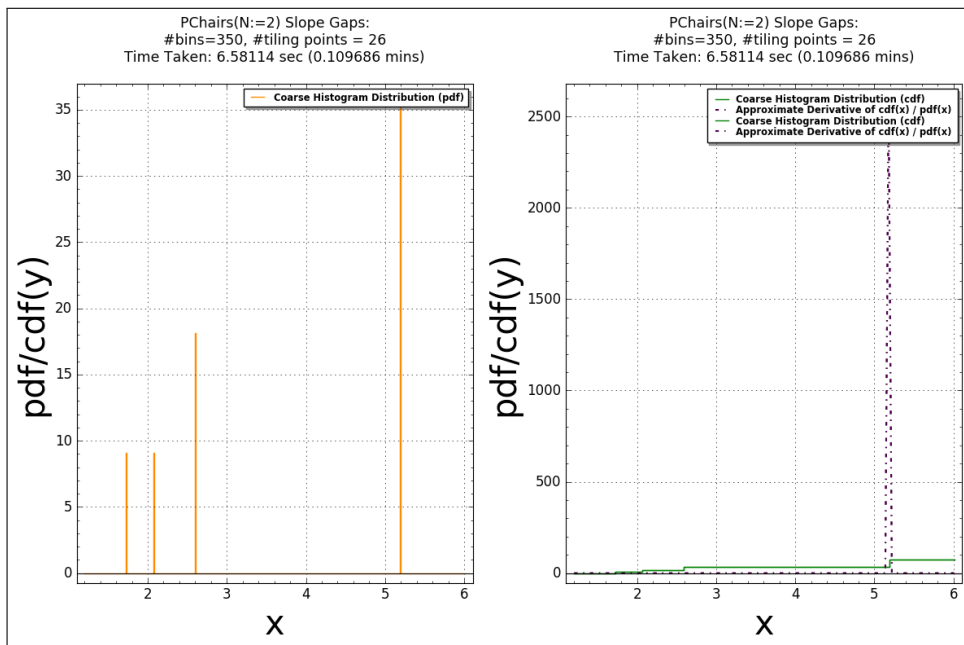 PChairs(N:=2) Slope Gaps:
#bins=350, #tiling points = 26
Time Taken: 6.58114 sec (0.109686 mins)
Coarse Histogram Distribution (pdf)
35
30
25
20
15
10
5
0
pdf/cdf(y)
2
3
4
5
6
x
PChairs(N:=2) Slope Gaps:
#bins=350, #tiling points = 26
Time Taken: 6.58114 sec (0.109686 mins)
Coarse Histogram Distribution (cdf)
Approximate Derivative of cdf(x) / pdf(x)
Coarse Histogram Distribution (cdf)
Approximate Derivative of cdf(x) / pdf(x)
2500
2000
1500
1000
500
0
pdf/cdf(y)
2
3
4
5
6
x